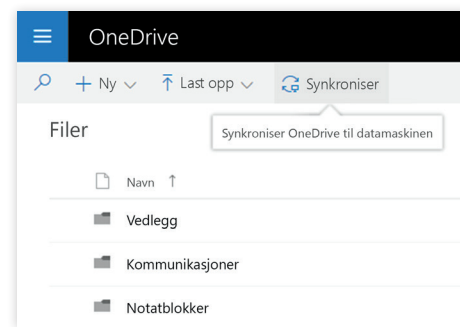 OneDrive
Ny Last opp Synkroniser
Synkroniser OneDrive til datamaskinen
Filer
Navn ↑
Vedlegg
Kommunikasjoner
Notatblokker